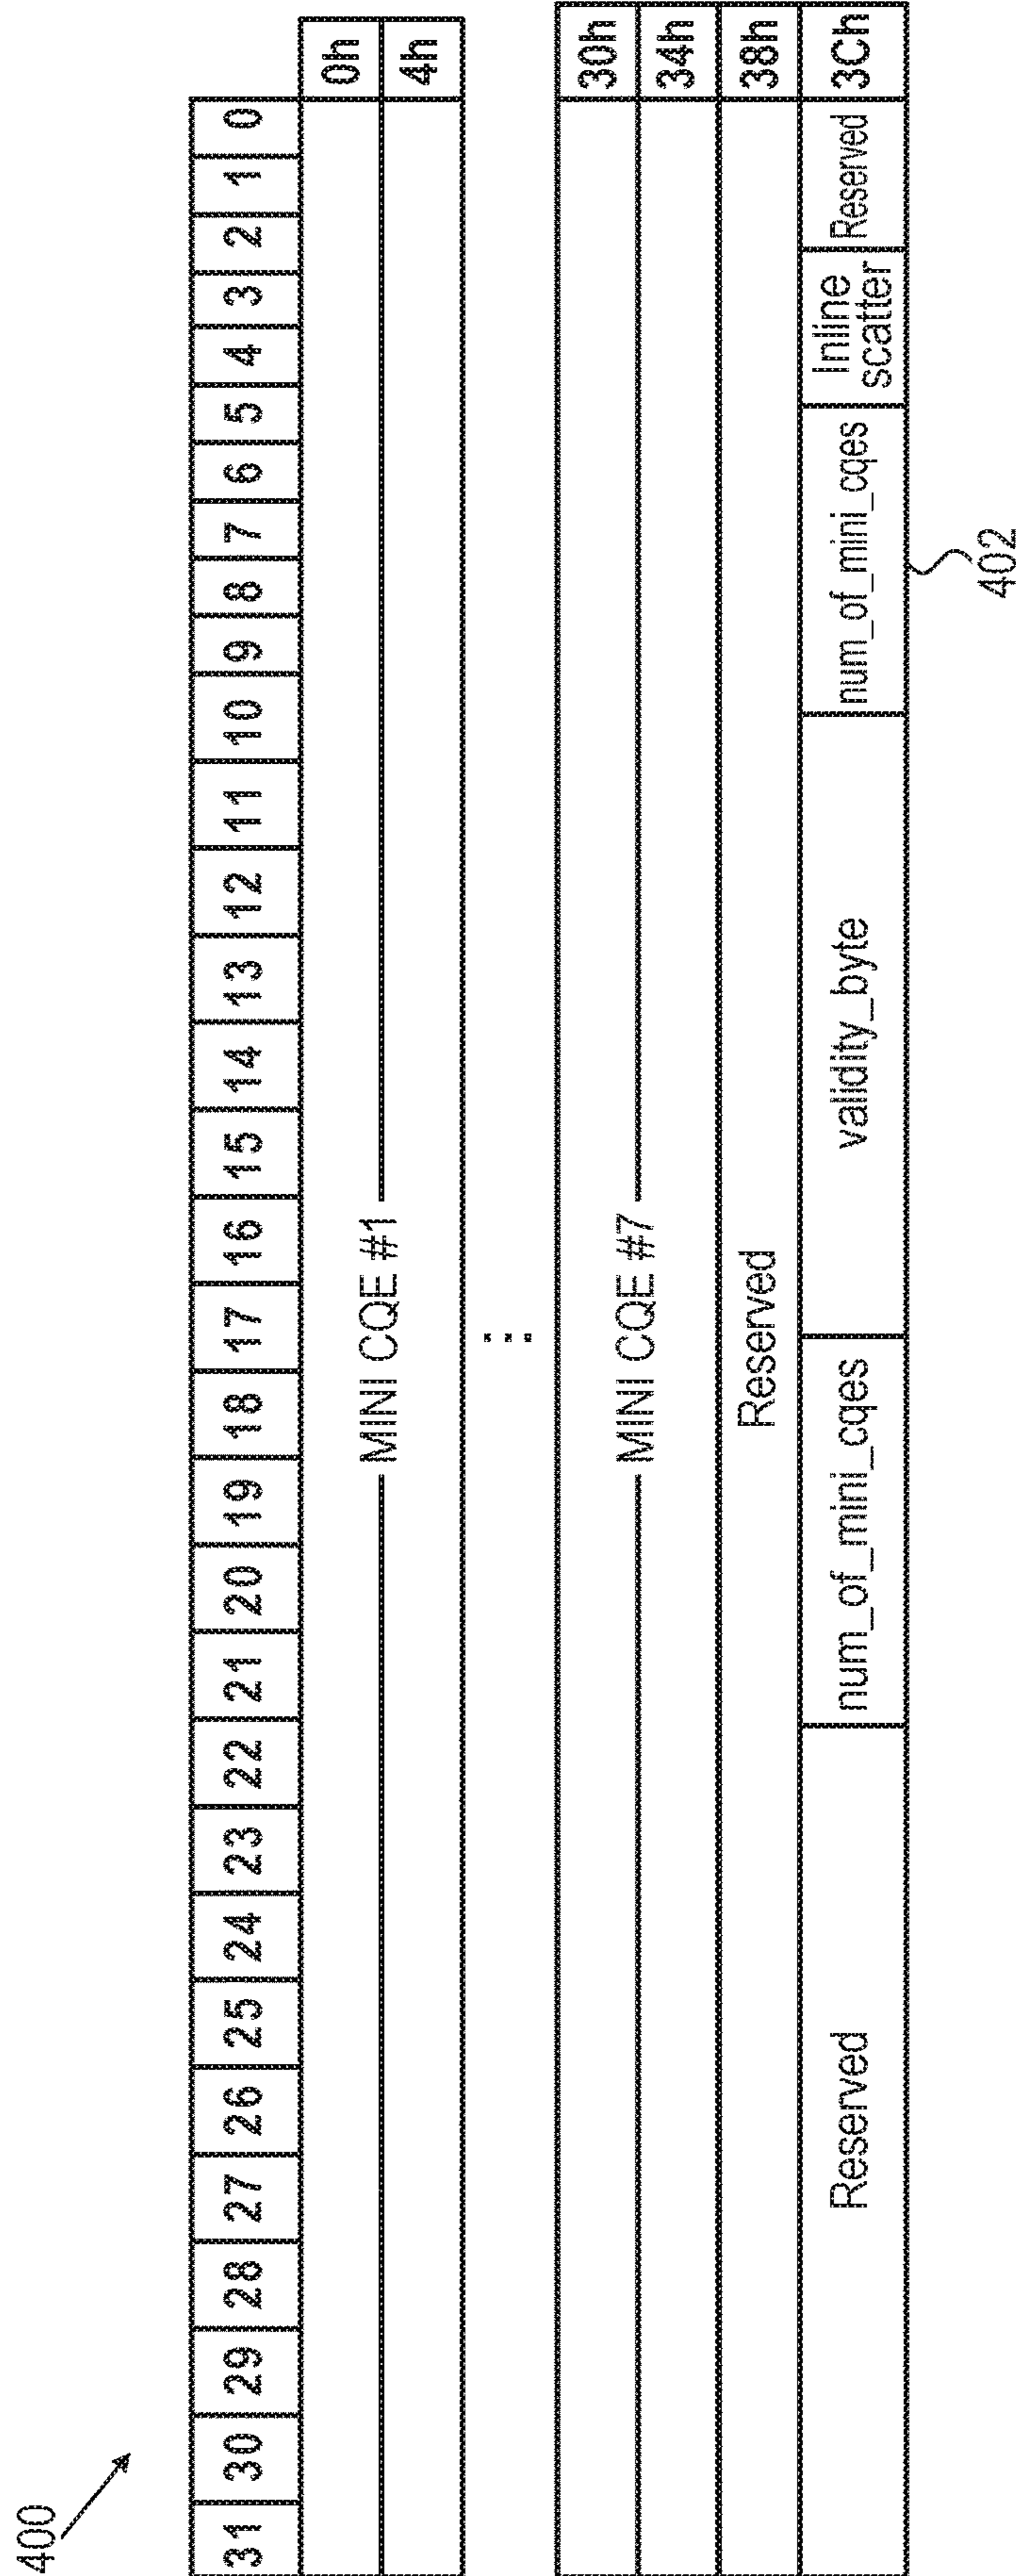 400
31 30 29 28 27 26 25 24 23 22 21 20 19 18 17 16 15 14 13 12 11 10 9 8 7 6 5 4 3 2 1 0
MINI CQE #1
0h
4h
...
MINI CQE #7
30h
34h
Reserved
38h
Reserved
num_of_mini_cqes
validity_byte
num_of_mini_cqes
Inline
scatter
Reserved
3Ch
402